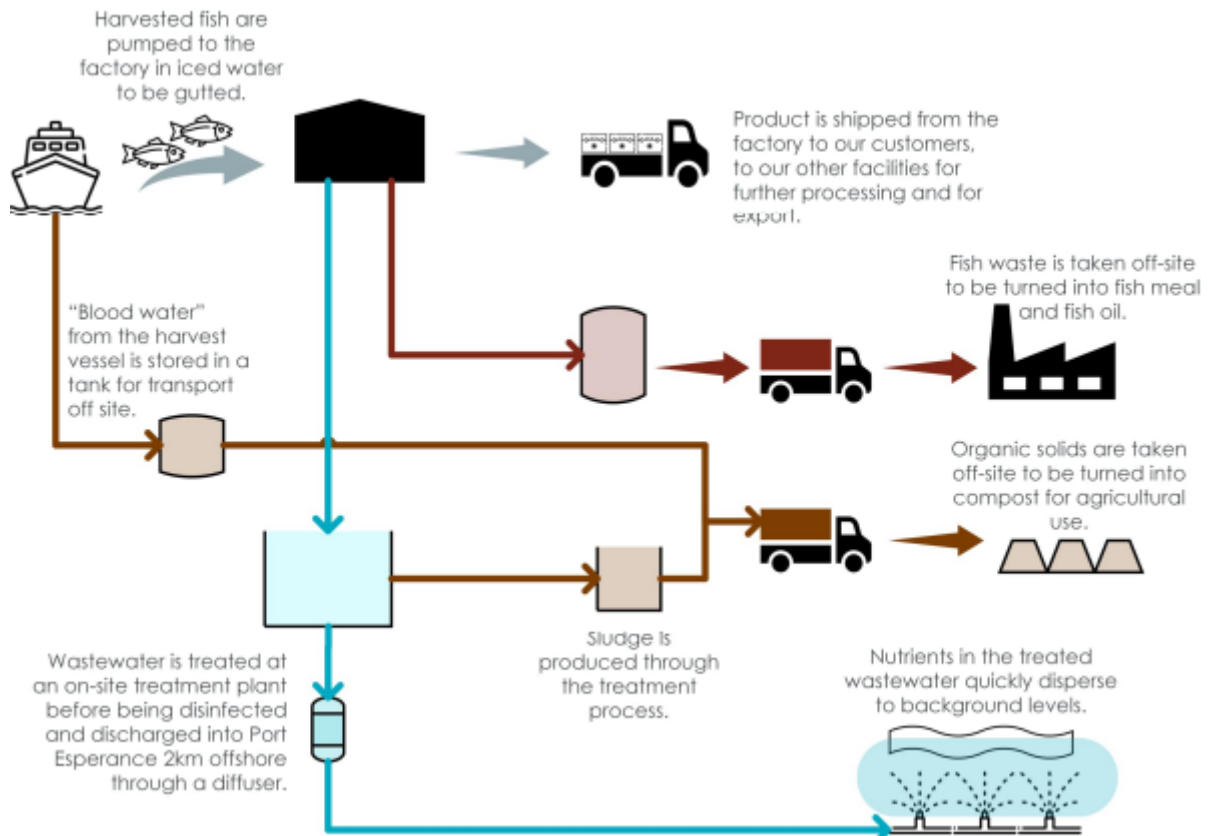 Harvested fish are
pumped to the
factory in iced water
to be gutted.
Product is shipped from the
factory to our customers,
to our other facilities for
further processing and for
export.
Fish waste is taken off-site
to be turned into fish meal
and fish oil.
"Blood water"
from the harvest
vessel is stored in a
tank for transport
off site.
Organic solids are taken
off-site to be turned into
compost for agricultural
use.
Sludge is
produced through
the treatment
process.
Wastewater is treated at
an on-site treatment plant
before being disinfected
and discharged into Port
Esperance 2km offshore
through a diffuser.
Nutrients in the treated
wastewater quickly disperse
to background levels.